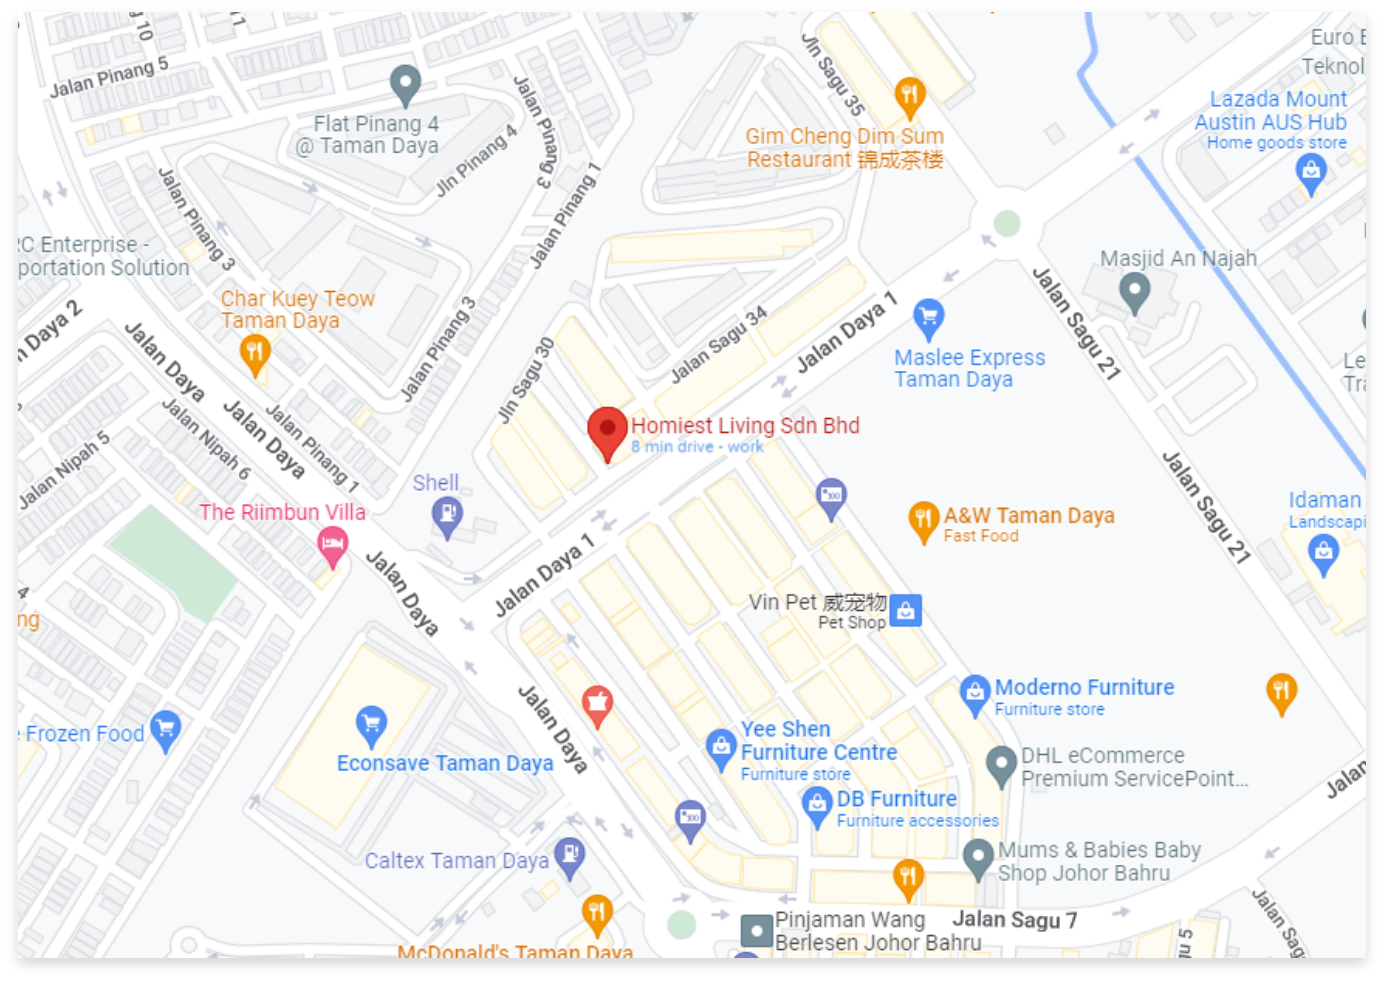 Jalan Pinang 5
10
11
Flat Pinang 4
@ Taman Daya
Jln Pinang 4
Jalan Pinang 3
Jalan Pinang 1
Jln Sagu 35
Gim Cheng Dim Sum
Restaurant 锦成茶楼
Euro E
Teknol
Lazada Mount
Austin AUS Hub
Home goods store
RC Enterprise -
portation Solution
Jalan Pinang 3
Char Kuey Teow
Taman Daya
Jalan Pinang 3
n Daya 2
Jalan Daya
Jalan Daya
Jalan Pinang 1
Jalan Nipah 6
Jalan Nipah 5
Jln Sagu 30
Jalan Sagu 34
Jalan Daya 1
Maslee Express
Taman Daya
Masjid An Najah
Jalan Sagu 21
Le
Tra
Homiest Living Sdn Bhd
8 min drive - work
Shell
The Riimbun Villa
Jalan Daya
Jalan Daya 1
A&W Taman Daya
Fast Food
Jalan Sagu 21
Idaman
Landscapi
4
ng
Vin Pet 威宠物
Pet Shop
Moderno Furniture
Furniture store
e Frozen Food
Econsave Taman Daya
Jalan Daya
Yee Shen
Furniture Centre
Furniture store
DB Furniture
Furniture accessories
DHL eCommerce
Premium ServicePoint...
Jalan
Caltex Taman Daya
Mums & Babies Baby
Shop Johor Bahru
McDonald's Taman Daya
Pinjaman Wang
Berlesen Johor Bahru
Jalan Sagu 7
gu 5
Jalan Sag